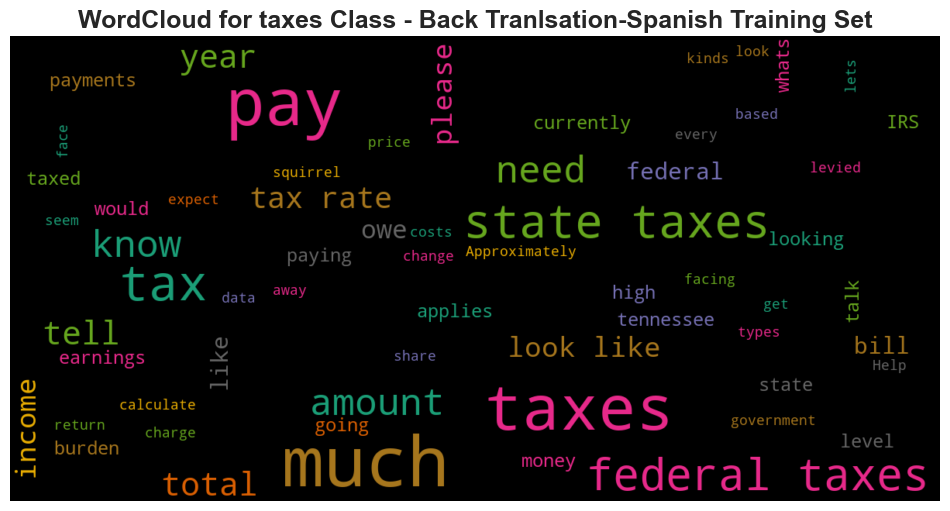 WordCloud for taxes Class - Back Tranlsation-Spanish Training Set
year
please
kinds look
whats
lets
payments
pay
based
IRS
currently
face
price
every
need
federal
levied
taxed
squirrel
tax rate
expect
would
seem
state taxes
owe
costs
looking
know
paying
change
Approximately
tax
data
away
facing
high
get
talk
applies
tennessee
types
tell
look like
bill
earnings
like
share
Help
income
calculate
amount
taxes
state
return
charge
going
government
burden
level
much
money
total
federal taxes